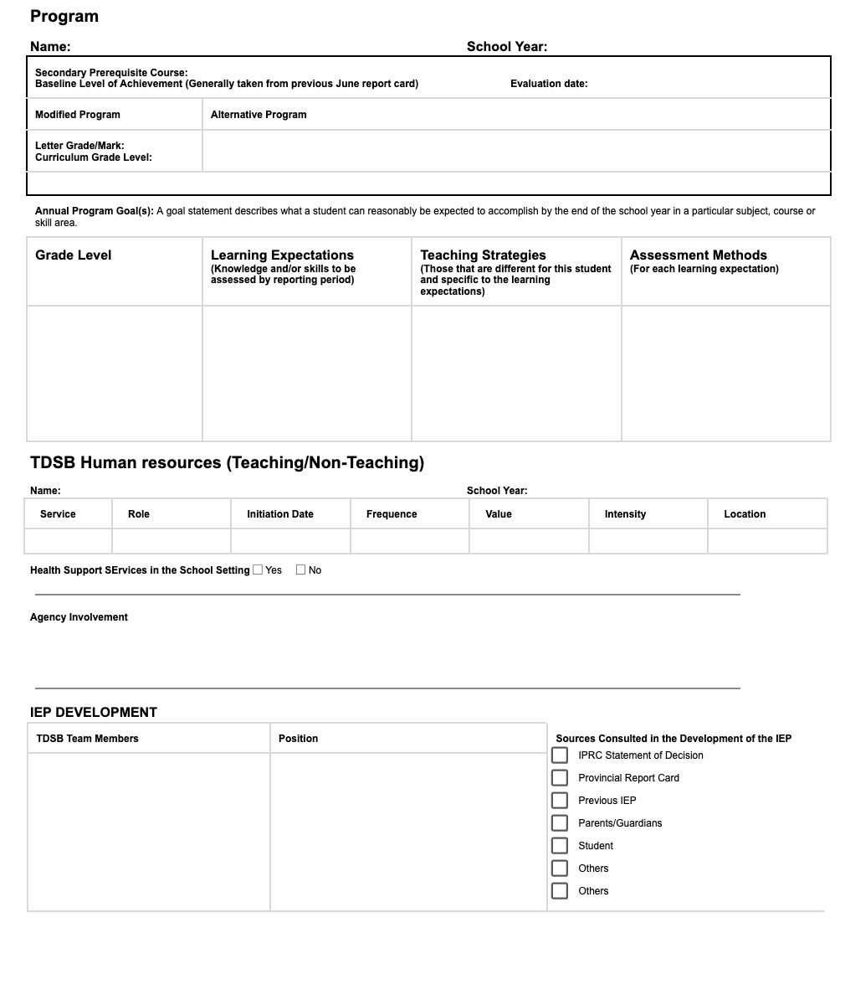 Program
Name: School Year:
Secondary Prerequisite Course:
Baseline Level of Achievement (Generally taken from previous June report card) Evaluation date:
Modified Program Alternative Program
Letter Grade/Mark:
Curriculum Grade Level:
Annual Program Goal(s): A goal statement describes what a student can reasonably be expected to accomplish by the end of the school year in a particular subject, course or
skill area.
Grade Level
Learning Expectations
(Knowledge and/or skills to be
assessed by reporting period)
Teaching Strategies
(Those that are different for this student
and specific to the learning
expectations)
Assessment Methods
(For each learning expectation)
TDSB Human resources (Teaching/Non-Teaching)
Name: School Year:
Service Role Initiation Date Frequence Value Intensity Location
Health Support SErvices in the School Setting Yes No
Agency Involvement
IEP DEVELOPMENT
TDSB Team Members Position Sources Consulted in the Development of the IEP
IPRC Statement of Decision
Provincial Report Card
Previous IEP
Parents/Guardians
Student
Others
Others